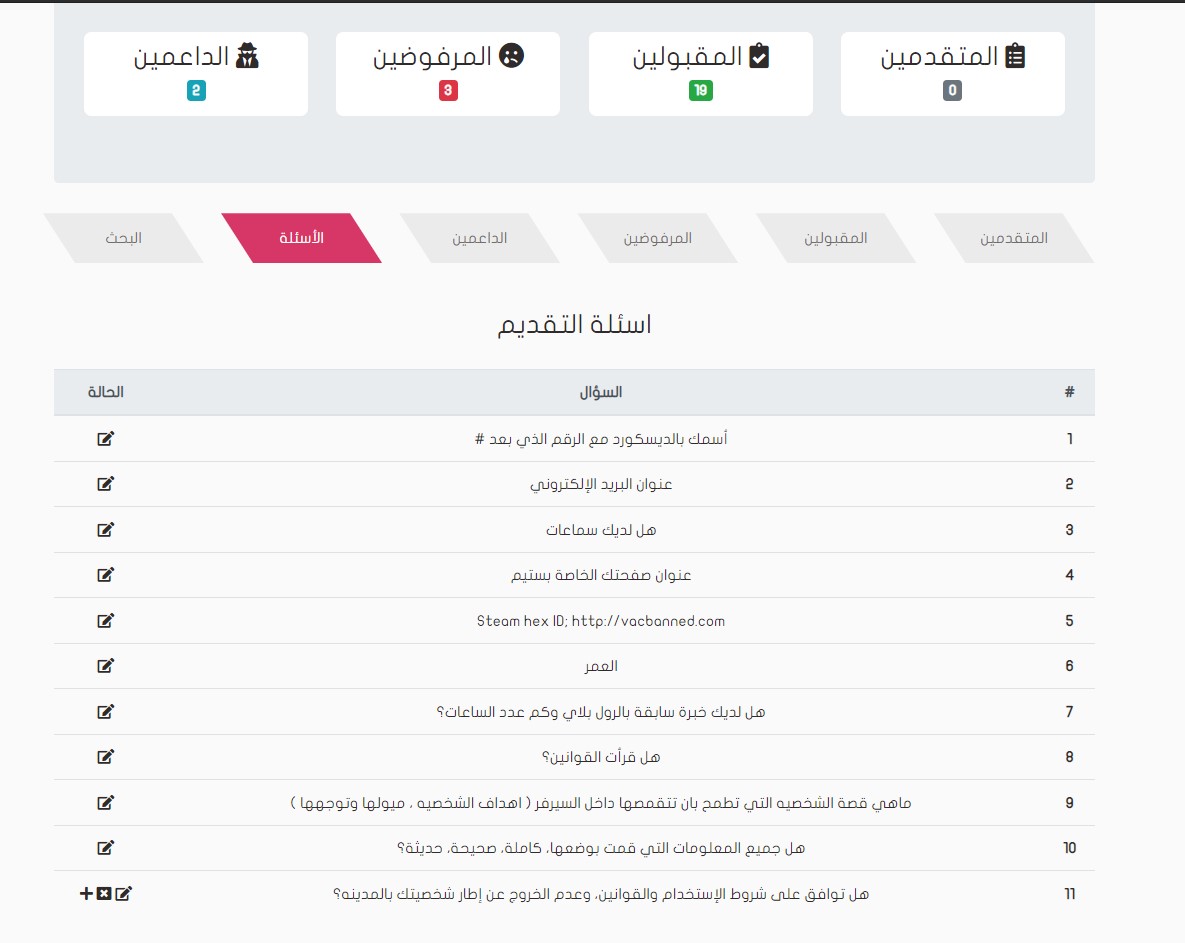 المتقدمين المقبولين المرفوضين الداعمين
0 19 3 2
المتقدمين المقبولين المرفوضين الداعمين الأسئلة البحث
اسئلة التقديم
# السؤال الحالة
1 أسمك بالديسكورد مع الرقم الذي بعد #
2 عنوان البريد الإلكتروني
3 هل لديك سماعات
4 عنوان صفحتك الخاصة بستيم
5 Steam hex ID; http://vacbanned.com
6 العمر
7 هل لديك خبرة سابقة بالرول بلاي وكم عدد الساعات؟
8 هل قرأت القوانين؟
9 ماهي قصة الشخصيه التي تطمح بان تتقمصها داخل السيرفر ( اهداف الشخصيه ، ميولها وتوجهها )
10 هل جميع المعلومات التي قمت بوضعها، كاملة، صحيحة، حديثة؟
11 هل توافق على شروط الإستخدام والقوانين، وعدم الخروج عن إطار شخصيتك بالمدينه؟